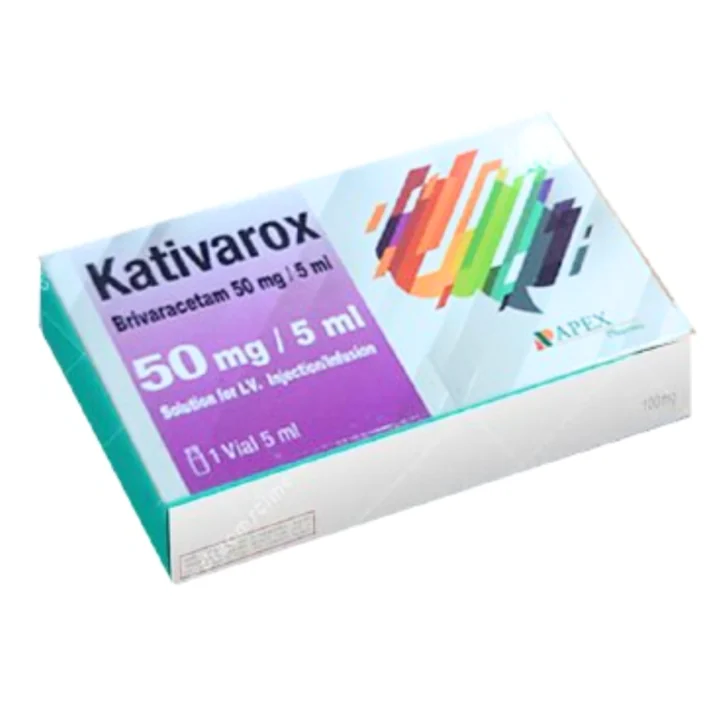 Kativarox
Brivaracetam 50 mg / 5 ml
50 mg / 5 ml
Solution for I.V. Injection/Infusion
1 Vial 5 ml
APEX
Pharma
100mg